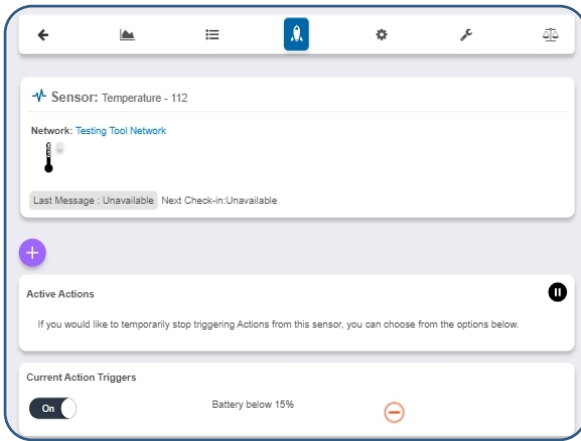 Sensor: Temperature - 112
Network: Testing Tool Network
Last Message : Unavailable Next Check-in:Unavailable
Active Actions
If you would like to temporarily stop triggering Actions from this sensor, you can choose from the options below.
Current Action Triggers
On Battery below 15%